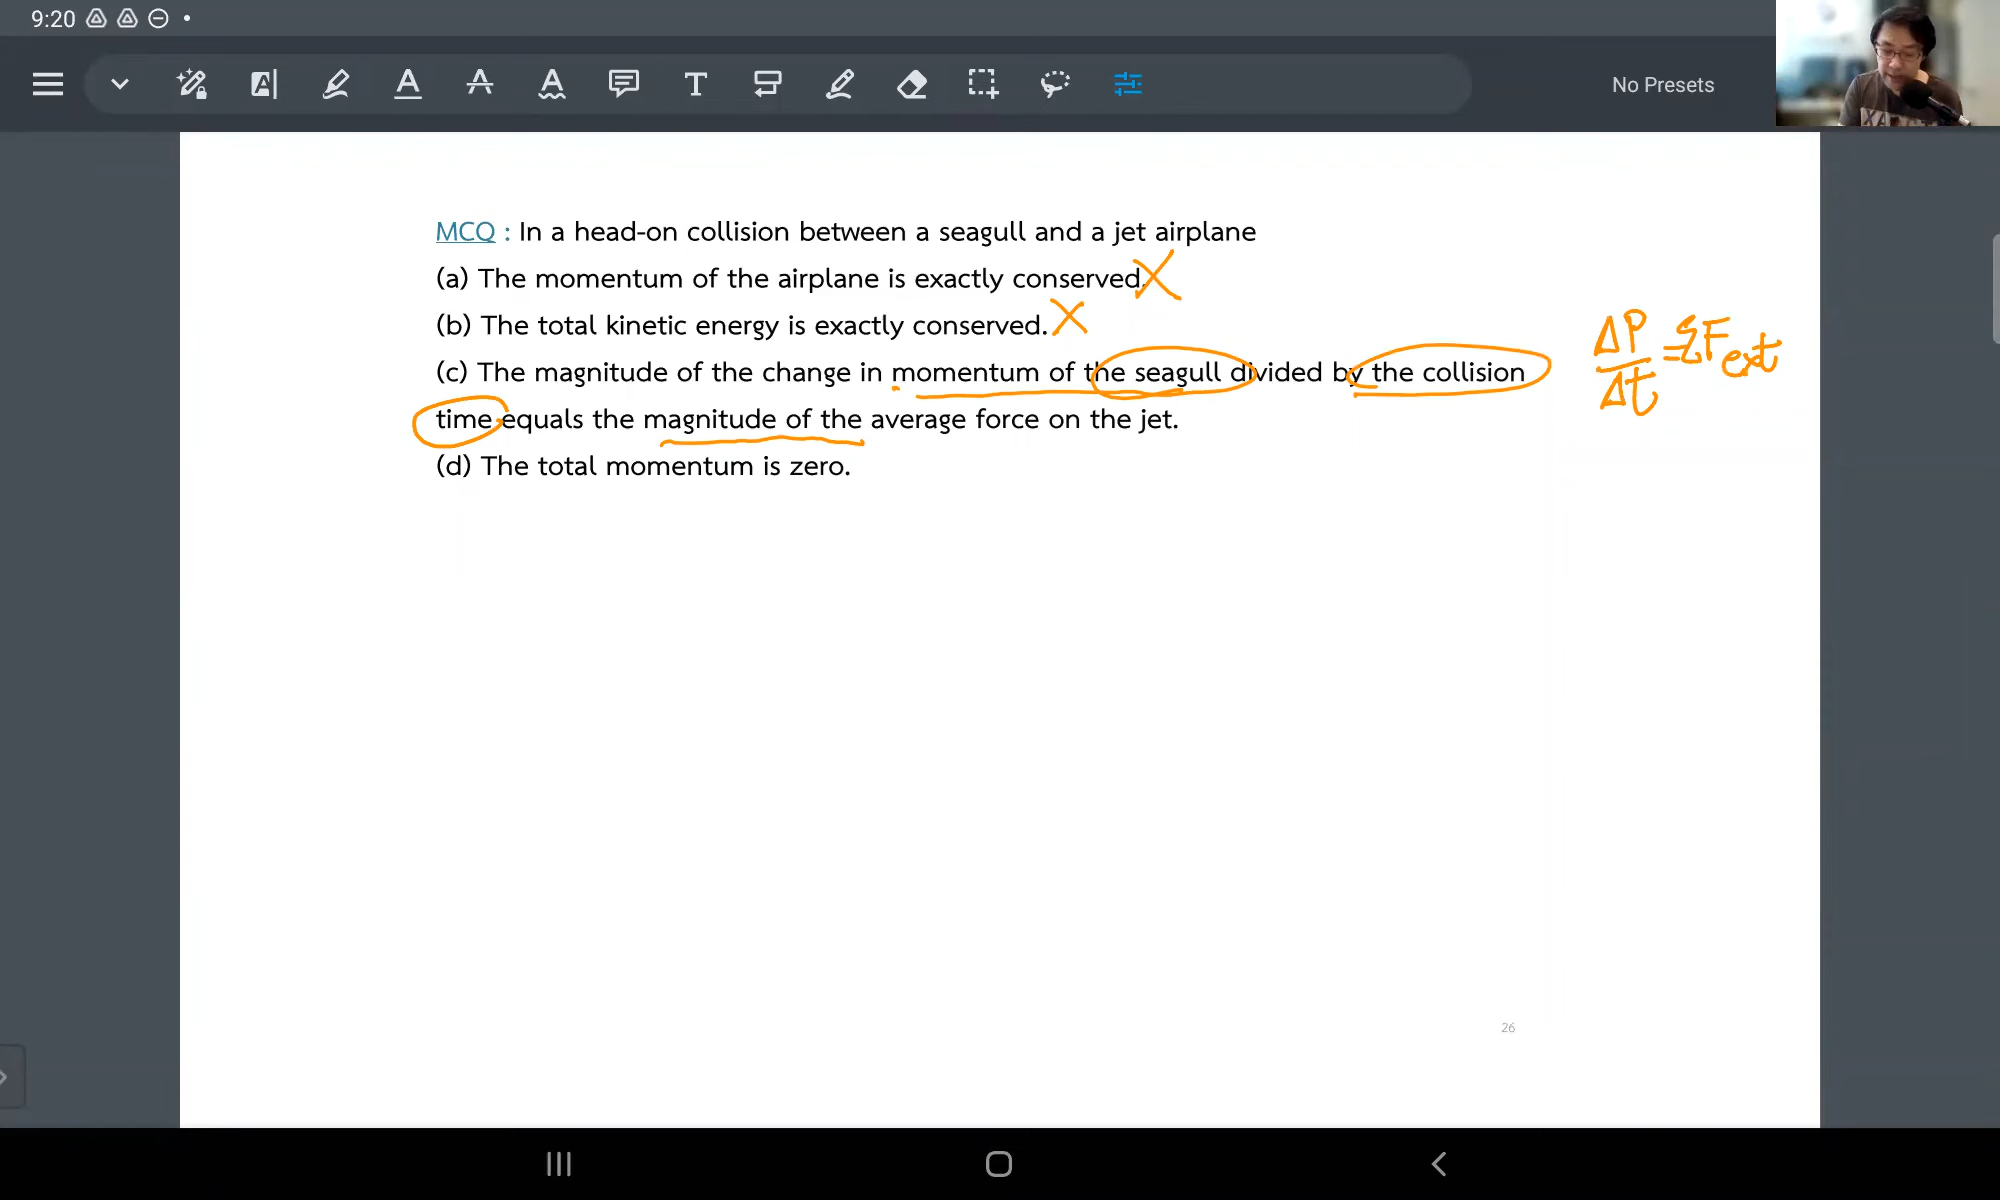 9:20
No Presets
MCQ : In a head-on collision between a seagull and a jet airplane
(a) The momentum of the airplane is exactly conserved.
(b) The total kinetic energy is exactly conserved.
(c) The magnitude of the change in momentum of the seagull divided by the collision
time equals the magnitude of the average force on the jet.
(d) The total momentum is zero.
ΔP/Δt = ΣFext
26